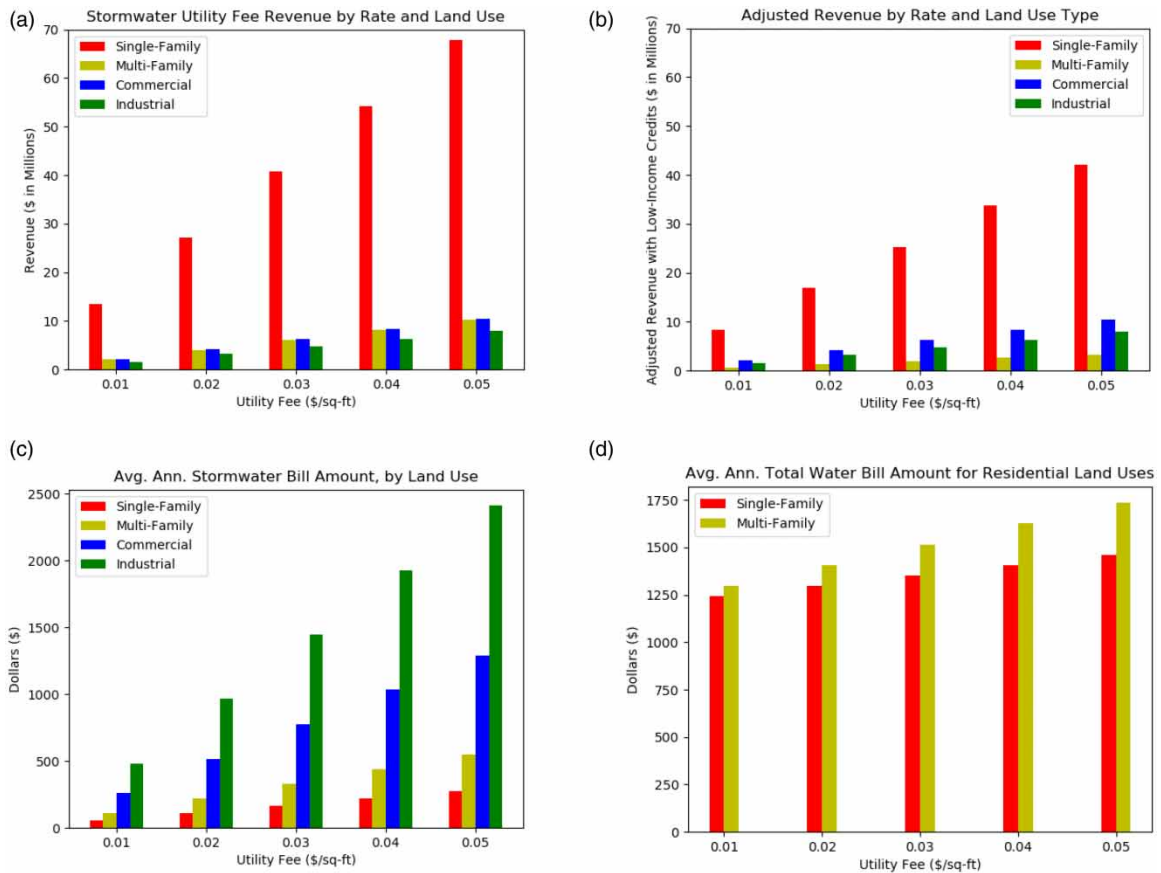 (a)
Stormwater Utility Fee Revenue by Rate and Land Use
Revenue ($ in Millions)
70
60
50
40
30
20
10
0
Single-Family
Multi-Family
Commercial
Industrial
0.01 0.02 0.03 0.04 0.05
Utility Fee ($/sq-ft)
(b)
Adjusted Revenue by Rate and Land Use Type
Adjusted Revenue with Low-Income Credits ($ in Millions)
70
60
50
40
30
20
10
0
Single-Family
Multi-Family
Commercial
Industrial
0.01 0.02 0.03 0.04 0.05
Utility Fee ($/sq-ft)
(c)
Avg. Ann. Stormwater Bill Amount, by Land Use
Dollars ($)
2500
2000
1500
1000
500
0
Single-Family
Multi-Family
Commercial
Industrial
0.01 0.02 0.03 0.04 0.05
Utility Fee ($/sq-ft)
(d)
Avg. Ann. Total Water Bill Amount for Residential Land Uses
Dollars ($)
1750
1500
1250
1000
750
500
250
0
Single-Family
Multi-Family
0.01 0.02 0.03 0.04 0.05
Utility Fee ($/sq-ft)